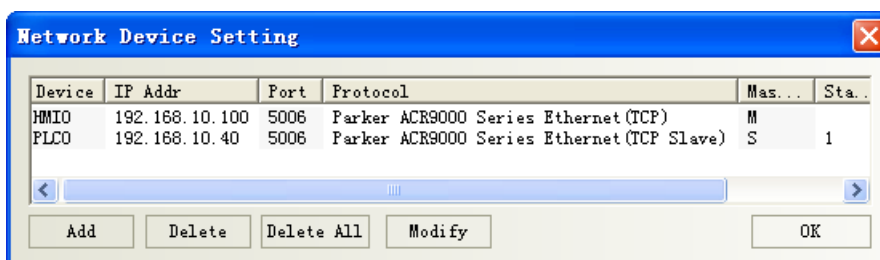 Network Device Setting
Device IP Addr Port Protocol Mas... Sta..
HMI0 192.168.10.100 5006 Parker ACR9000 Series Ethernet(TCP) M
PLC0 192.168.10.40 5006 Parker ACR9000 Series Ethernet(TCP Slave) S 1
Add Delete Delete All Modify OK